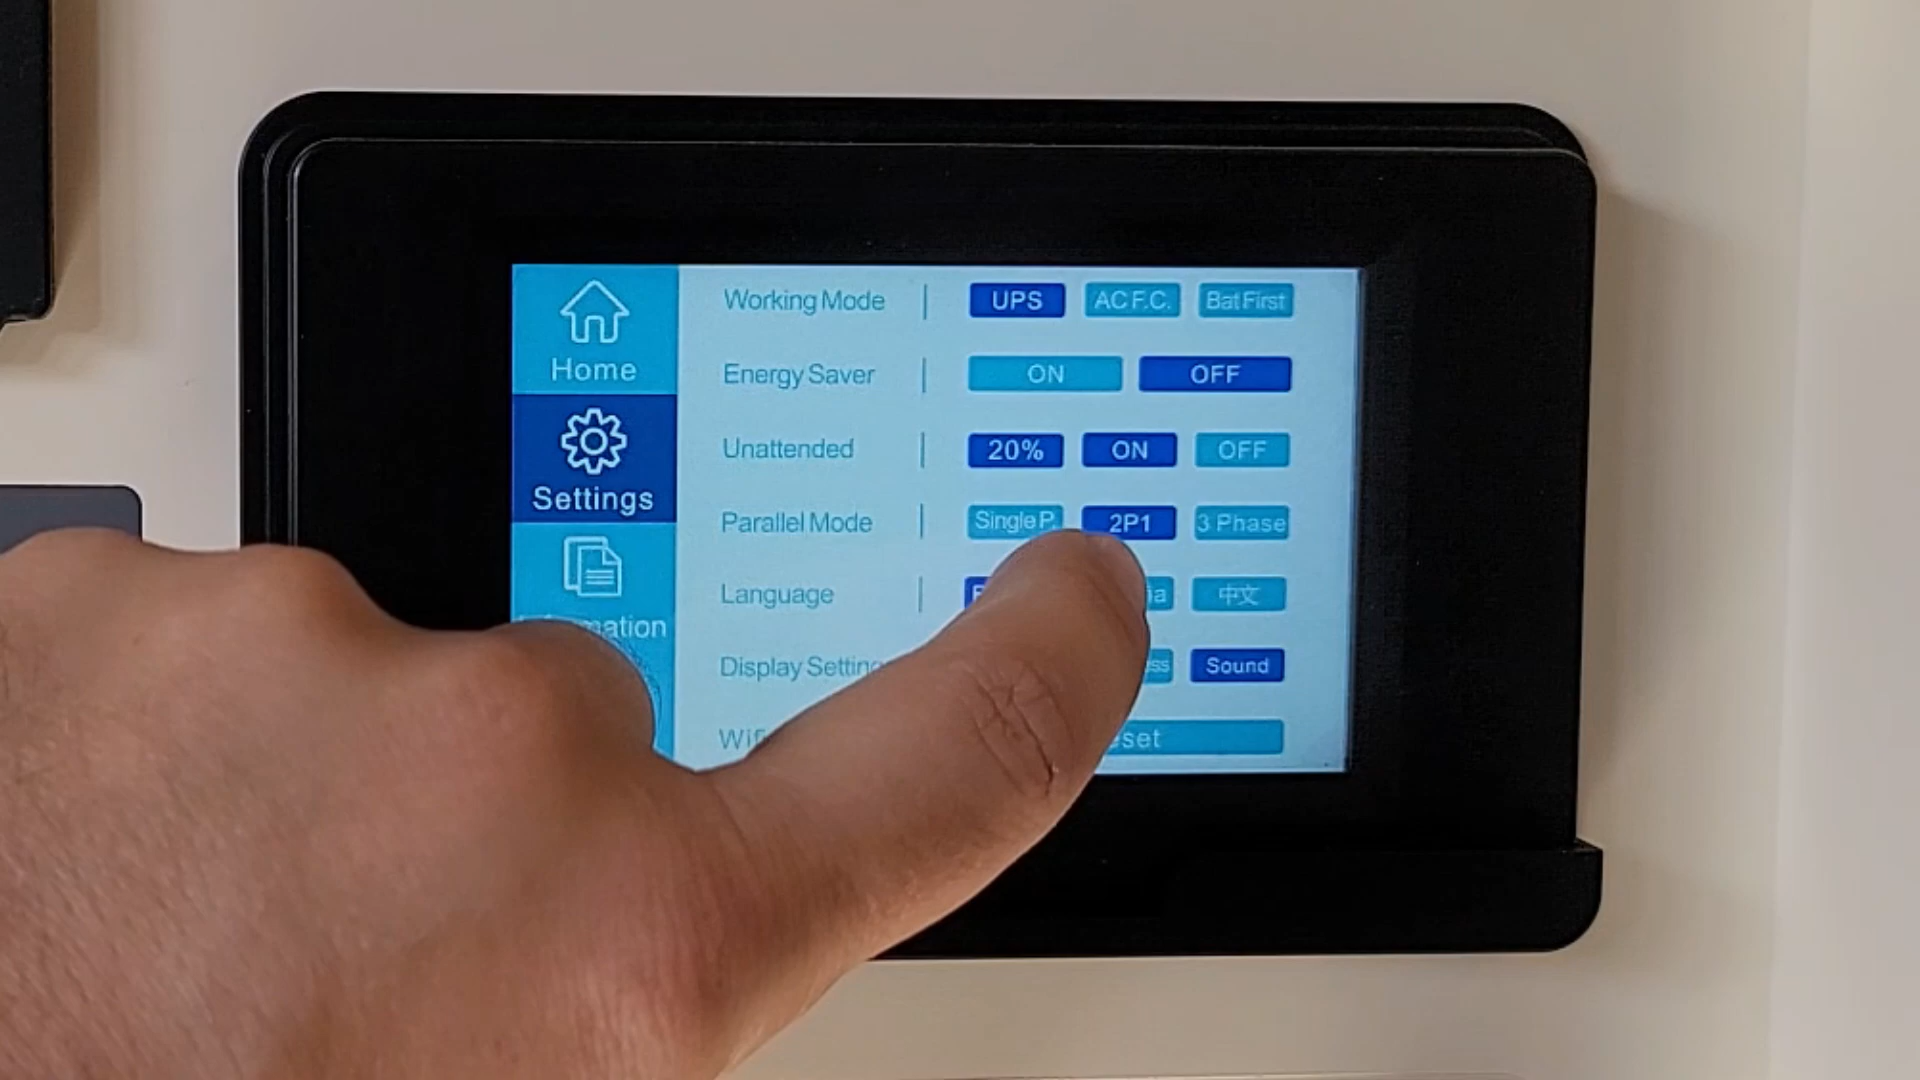 Home
Settings
Working Mode | UPS AC F.C. Bat First
Energy Saver | ON OFF
Unattended | 20% ON OFF
Parallel Mode | Single P. 2P1 3 Phase
Language | 中文
Display Sound